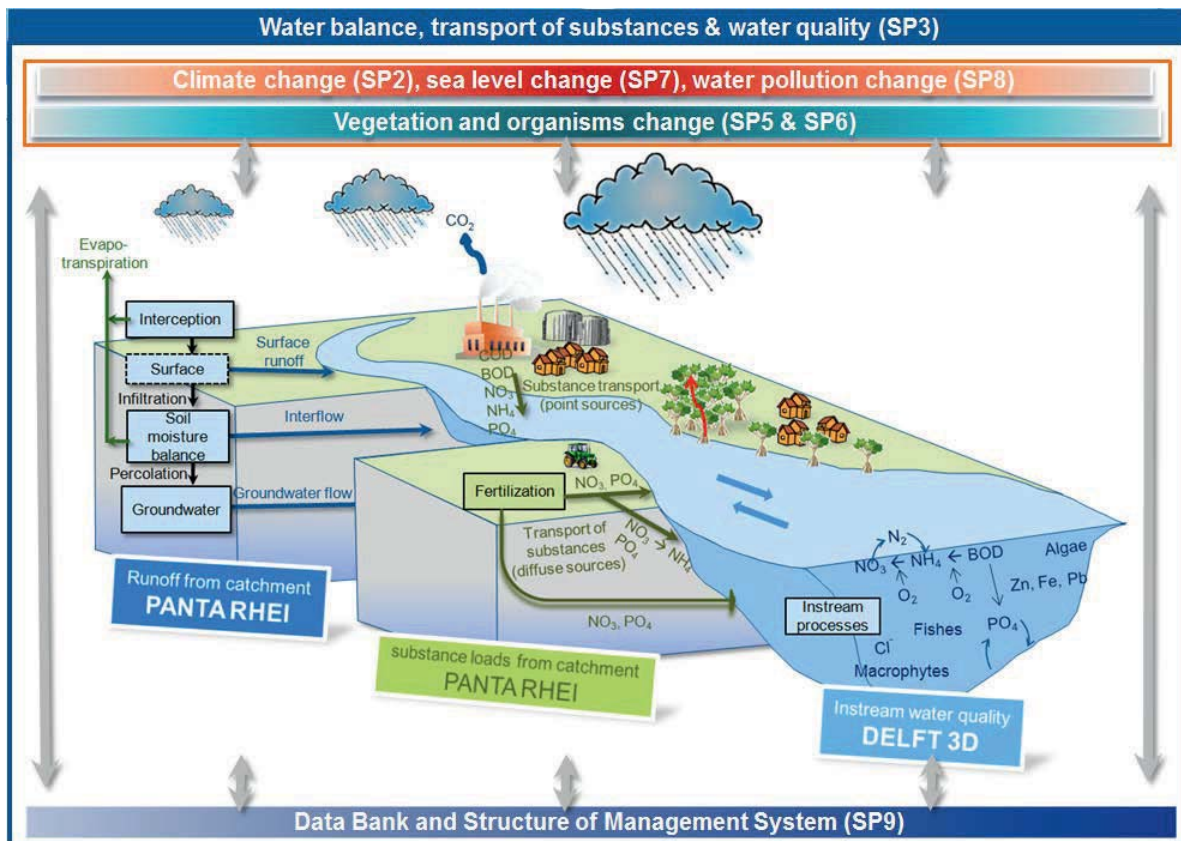 Water balance, transport of substances & water quality (SP3)
Climate change (SP2), sea level change (SP7), water pollution change (SP8)
Vegetation and organisms change (SP5 & SP6)
CO₂
Evapo-
transpiration
Interception
Surface
runoff
Surface
Infiltration
Soil
moisture
balance
Interflow
Percolation
Groundwater
Groundwater flow
COD
BOD
NO₃
NH₄
PO₄
Substance transport
(point sources)
Fertilization
NO₃, PO₄
Transport of
substances
(diffuse sources)
NO₃
PO₄
NH₄
NO₃, PO₄
N₂
NO₃
NH₄
BOD
Algae
O₂
O₂
Zn, Fe, Pb
Instream
processes
Fishes
PO₄
Cl⁻
Macrophytes
Runoff from catchment
PANTA RHEI
substance loads from catchment
PANTA RHEI
Instream water quality
DELFT 3D
Data Bank and Structure of Management System (SP9)